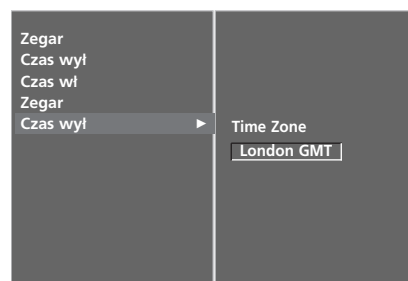 Zegar
Czas wył
Czas wł
Zegar
Czas wył ►
Time Zone
London GMT